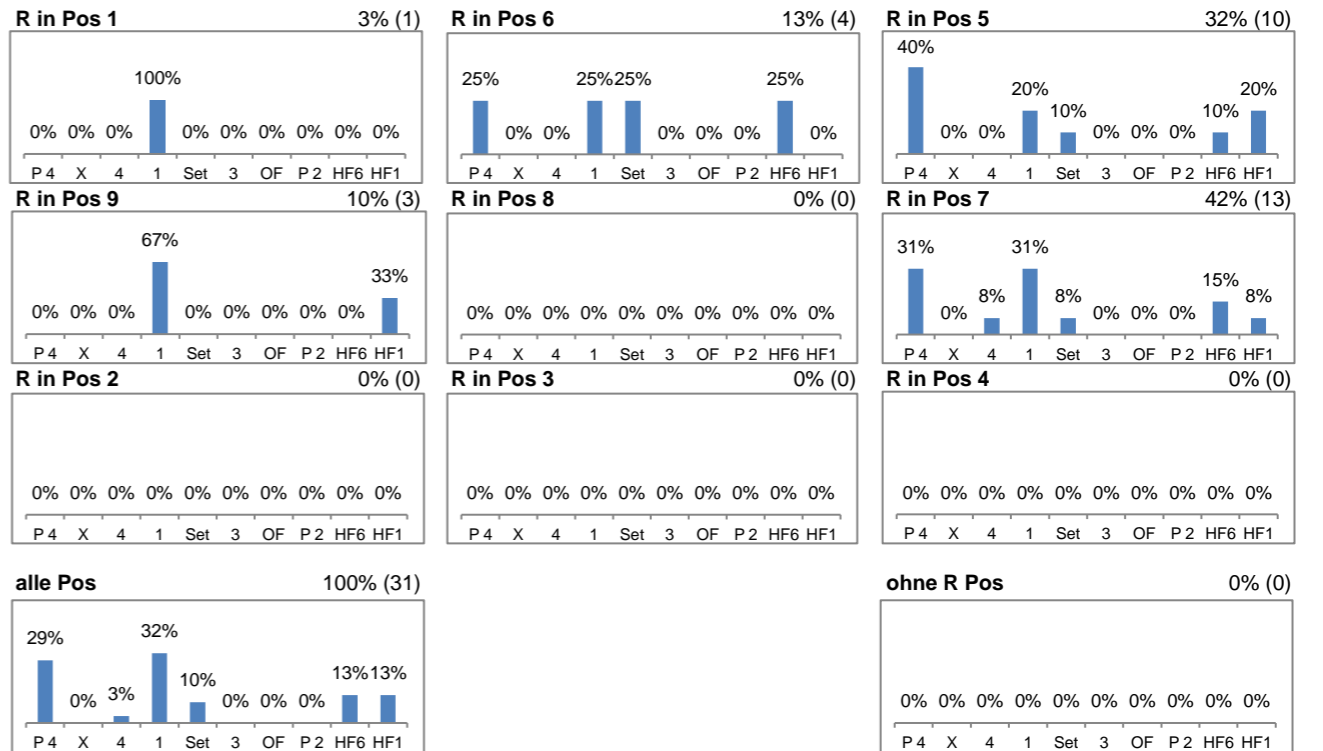 R in Pos 1 3% (1)
100%
0% 0% 0% 0% 0% 0% 0% 0% 0%
P 4 X 4 1 Set 3 OF P 2 HF6 HF1
R in Pos 6 13% (4)
25% 25% 25% 25%
0% 0% 0% 0% 0% 0%
P 4 X 4 1 Set 3 OF P 2 HF6 HF1
R in Pos 5 32% (10)
40%
20% 20%
10% 10%
0% 0% 0% 0% 0%
P 4 X 4 1 Set 3 OF P 2 HF6 HF1
R in Pos 9 10% (3)
67%
33%
0% 0% 0% 0% 0% 0% 0% 0%
P 4 X 4 1 Set 3 OF P 2 HF6 HF1
R in Pos 8 0% (0)
0% 0% 0% 0% 0% 0% 0% 0% 0% 0%
P 4 X 4 1 Set 3 OF P 2 HF6 HF1
R in Pos 7 42% (13)
31% 31%
15%
8% 8% 8%
0% 0% 0% 0%
P 4 X 4 1 Set 3 OF P 2 HF6 HF1
R in Pos 2 0% (0)
0% 0% 0% 0% 0% 0% 0% 0% 0% 0%
P 4 X 4 1 Set 3 OF P 2 HF6 HF1
R in Pos 3 0% (0)
0% 0% 0% 0% 0% 0% 0% 0% 0% 0%
P 4 X 4 1 Set 3 OF P 2 HF6 HF1
R in Pos 4 0% (0)
0% 0% 0% 0% 0% 0% 0% 0% 0% 0%
P 4 X 4 1 Set 3 OF P 2 HF6 HF1
alle Pos 100% (31)
32%
29%
13% 13%
10%
3%
0% 0% 0% 0%
P 4 X 4 1 Set 3 OF P 2 HF6 HF1
ohne R Pos 0% (0)
0% 0% 0% 0% 0% 0% 0% 0% 0% 0%
P 4 X 4 1 Set 3 OF P 2 HF6 HF1